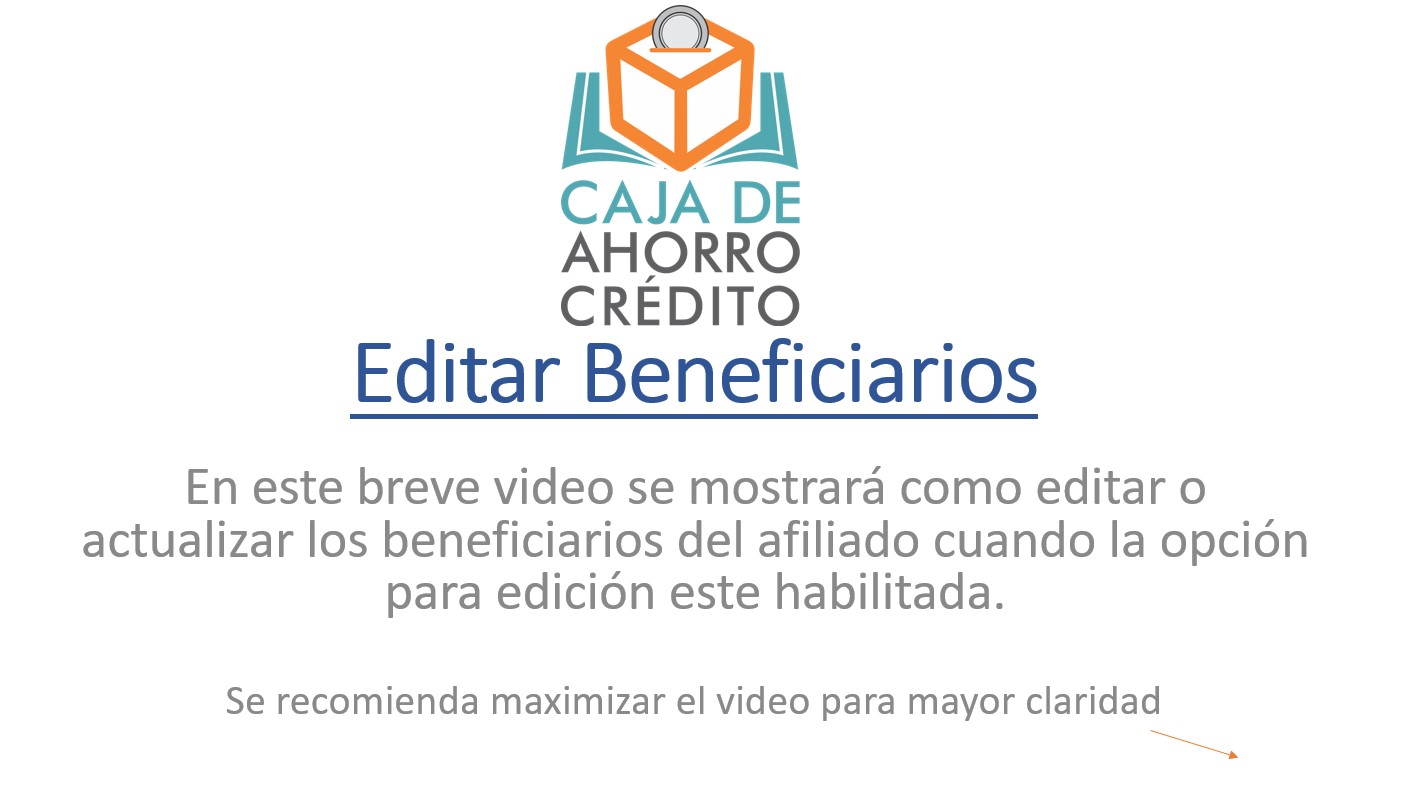 CAJA DE
AHORRO
CRÉDITO
Editar Beneficiarios
En este breve video se mostrará como editar o
actualizar los beneficiarios del afiliado cuando la opción
para edición este habilitada.
Se recomienda maximizar el video para mayor claridad